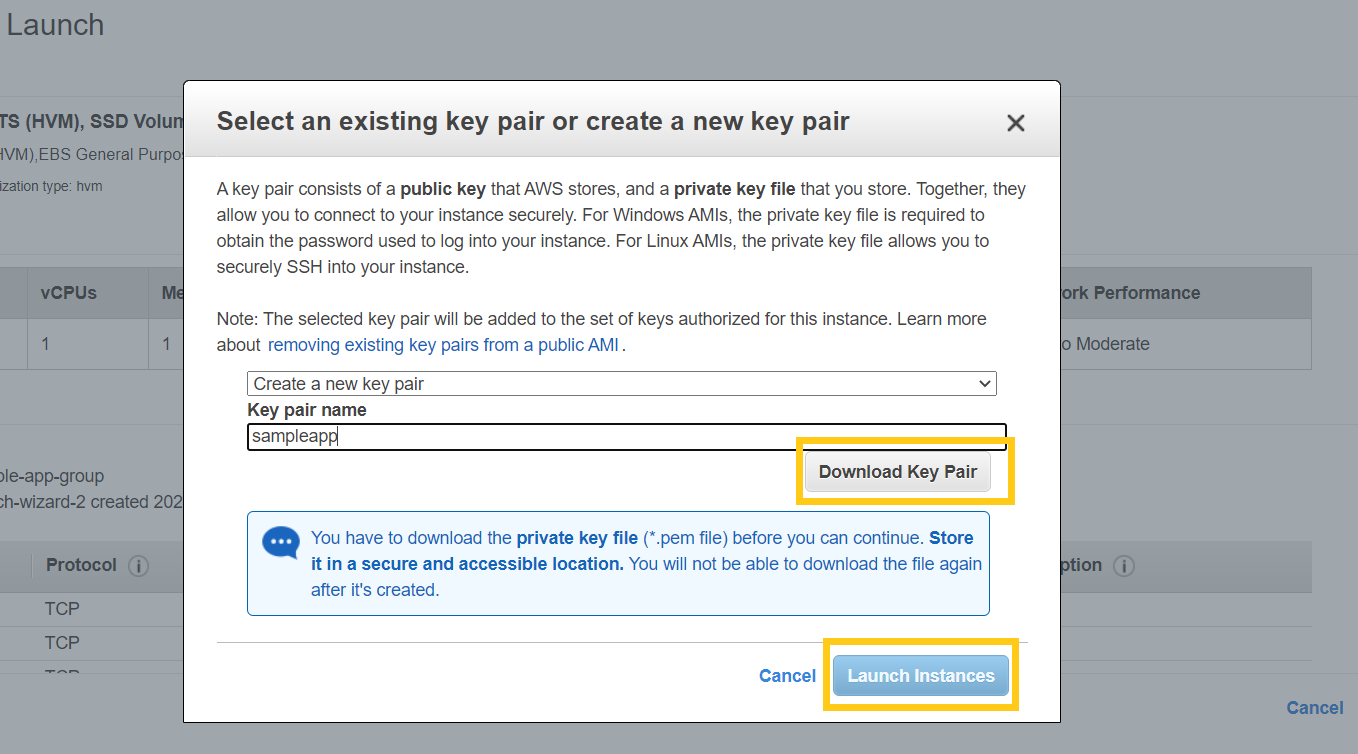 Launch
TS (HVM), SSD Volum
HVM),EBS General Purpos
ization type: hvm
Select an existing key pair or create a new key pair
A key pair consists of a public key that AWS stores, and a private key file that you store. Together, they
allow you to connect to your instance securely. For Windows AMIs, the private key file is required to
obtain the password used to log into your instance. For Linux AMIs, the private key file allows you to
securely SSH into your instance.
vCPUs Me ork Performance
Note: The selected key pair will be added to the set of keys authorized for this instance. Learn more
about removing existing key pairs from a public AMI .
1 1 o Moderate
Create a new key pair
Key pair name
sampleapp
Download Key Pair
ple-app-group
ch-wizard-2 created 202
You have to download the private key file (*.pem file) before you can continue. Store
it in a secure and accessible location. You will not be able to download the file again
after it's created.
Protocol ption
TCP
TCP
TCP
Cancel Launch Instances
Cancel